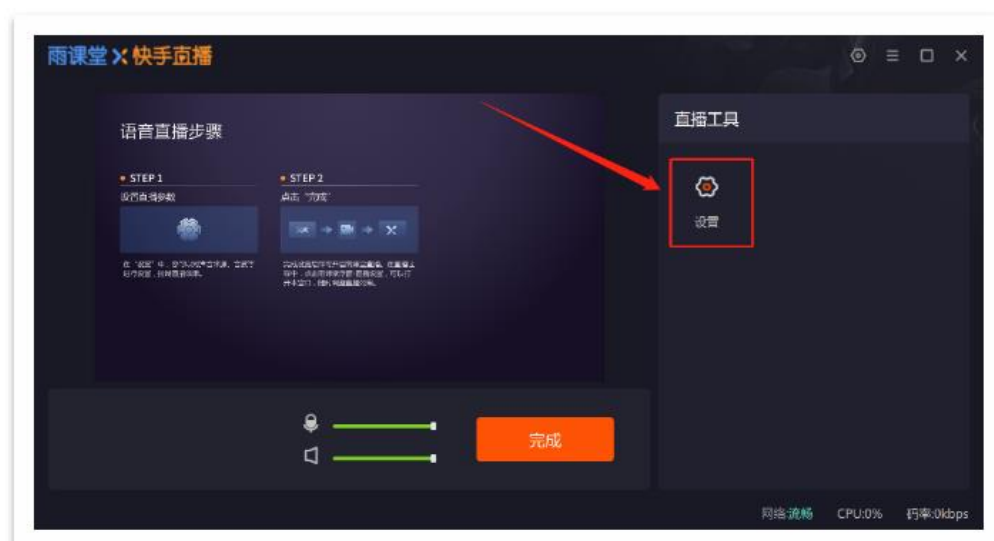 雨课堂 X 快手直播
直播工具
语音直播步骤
STEP 1
设置直播参数
STEP 2
点击“完成”
设置
完成
网络:流畅 CPU:0% 码率:0kbps